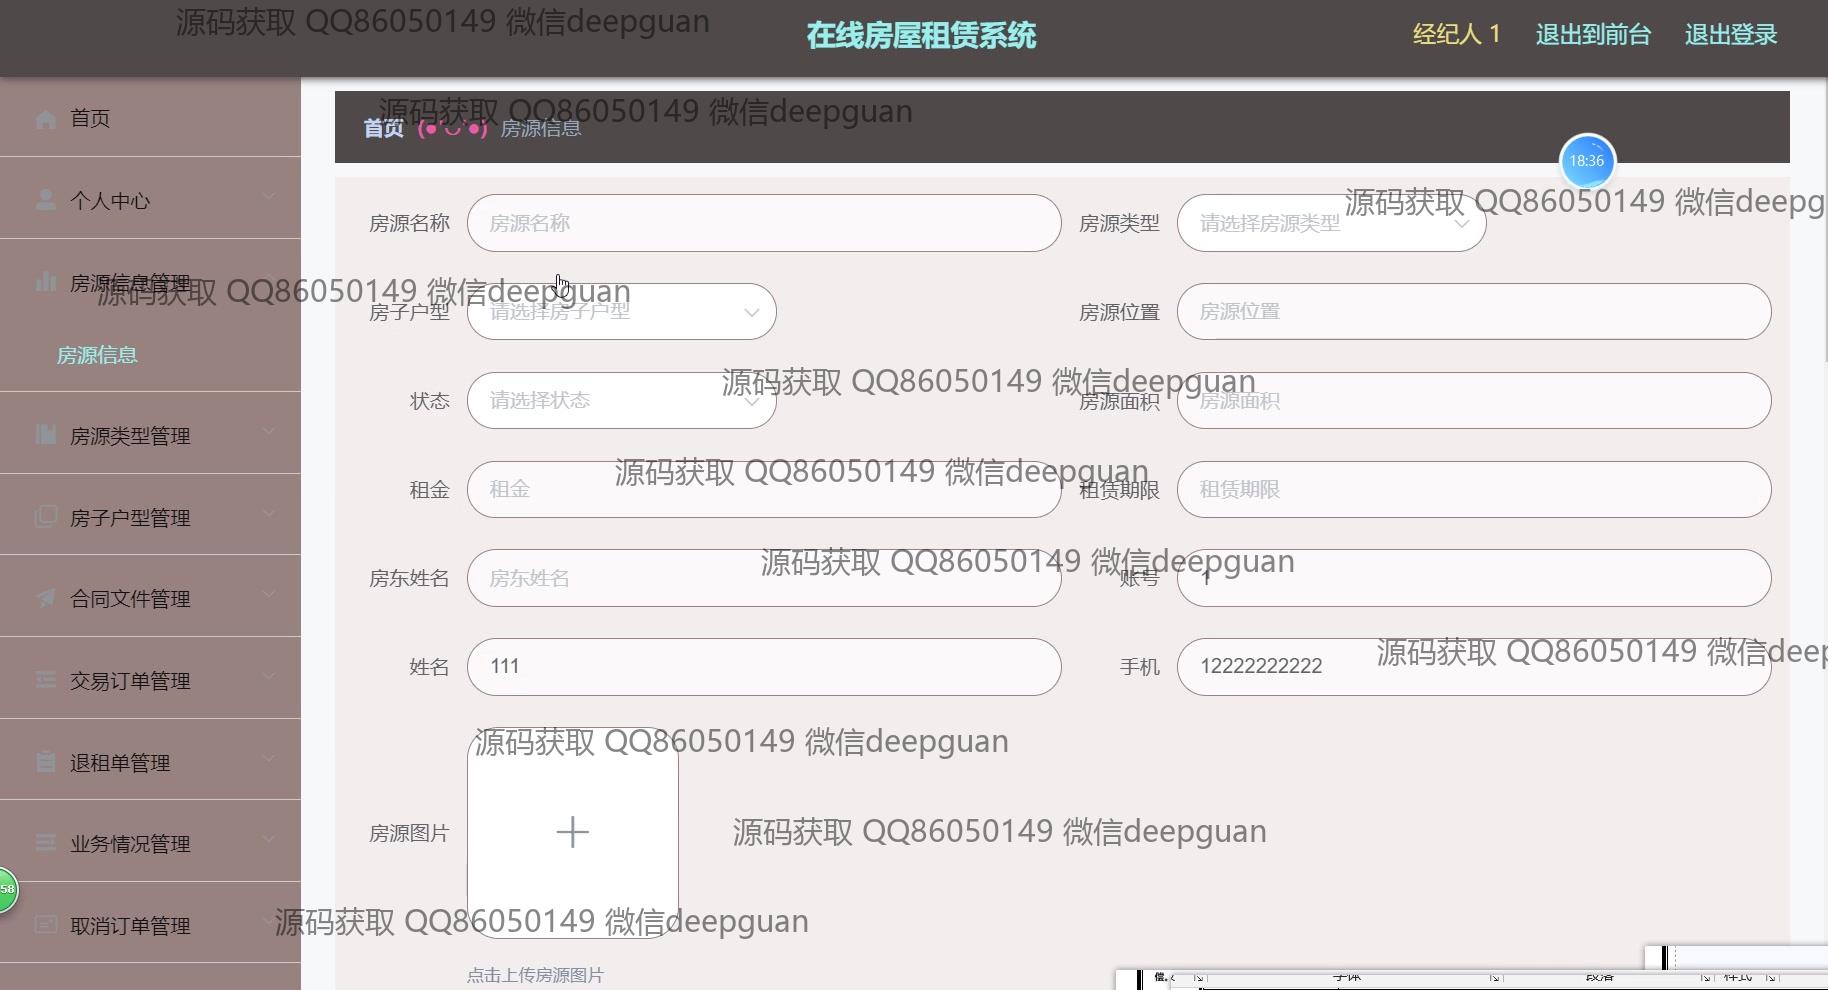 源码获取 QQ86050149 微信deepguan
在线房屋租赁系统
经纪人 1 退出到前台 退出登录
首页
个人中心
房源信息管理
房源信息
房源类型管理
房子户型管理
合同文件管理
交易订单管理
退租单管理
业务情况管理
取消订单管理
58
源码获取 QQ86050149 微信deepguan
首页 (●'◡'●) 房源信息
18:36
源码获取 QQ86050149 微信deepg
房源名称 房源名称 房源类型 请选择房源类型
源码获取 QQ86050149 微信deepguan
房子户型 请选择房子户型 房源位置 房源位置
源码获取 QQ86050149 微信deepguan
状态 请选择状态 房源面积 房源面积
源码获取 QQ86050149 微信deepguan
租金 租金 租赁期限 租赁期限
源码获取 QQ86050149 微信deepguan
房东姓名 房东姓名 账号 1
源码获取 QQ86050149 微信deep
姓名 111 手机 12222222222
源码获取 QQ86050149 微信deepguan
房源图片
源码获取 QQ86050149 微信deepguan
源码获取 QQ86050149 微信deepguan
点击上传房源图片
字体 段落 样式